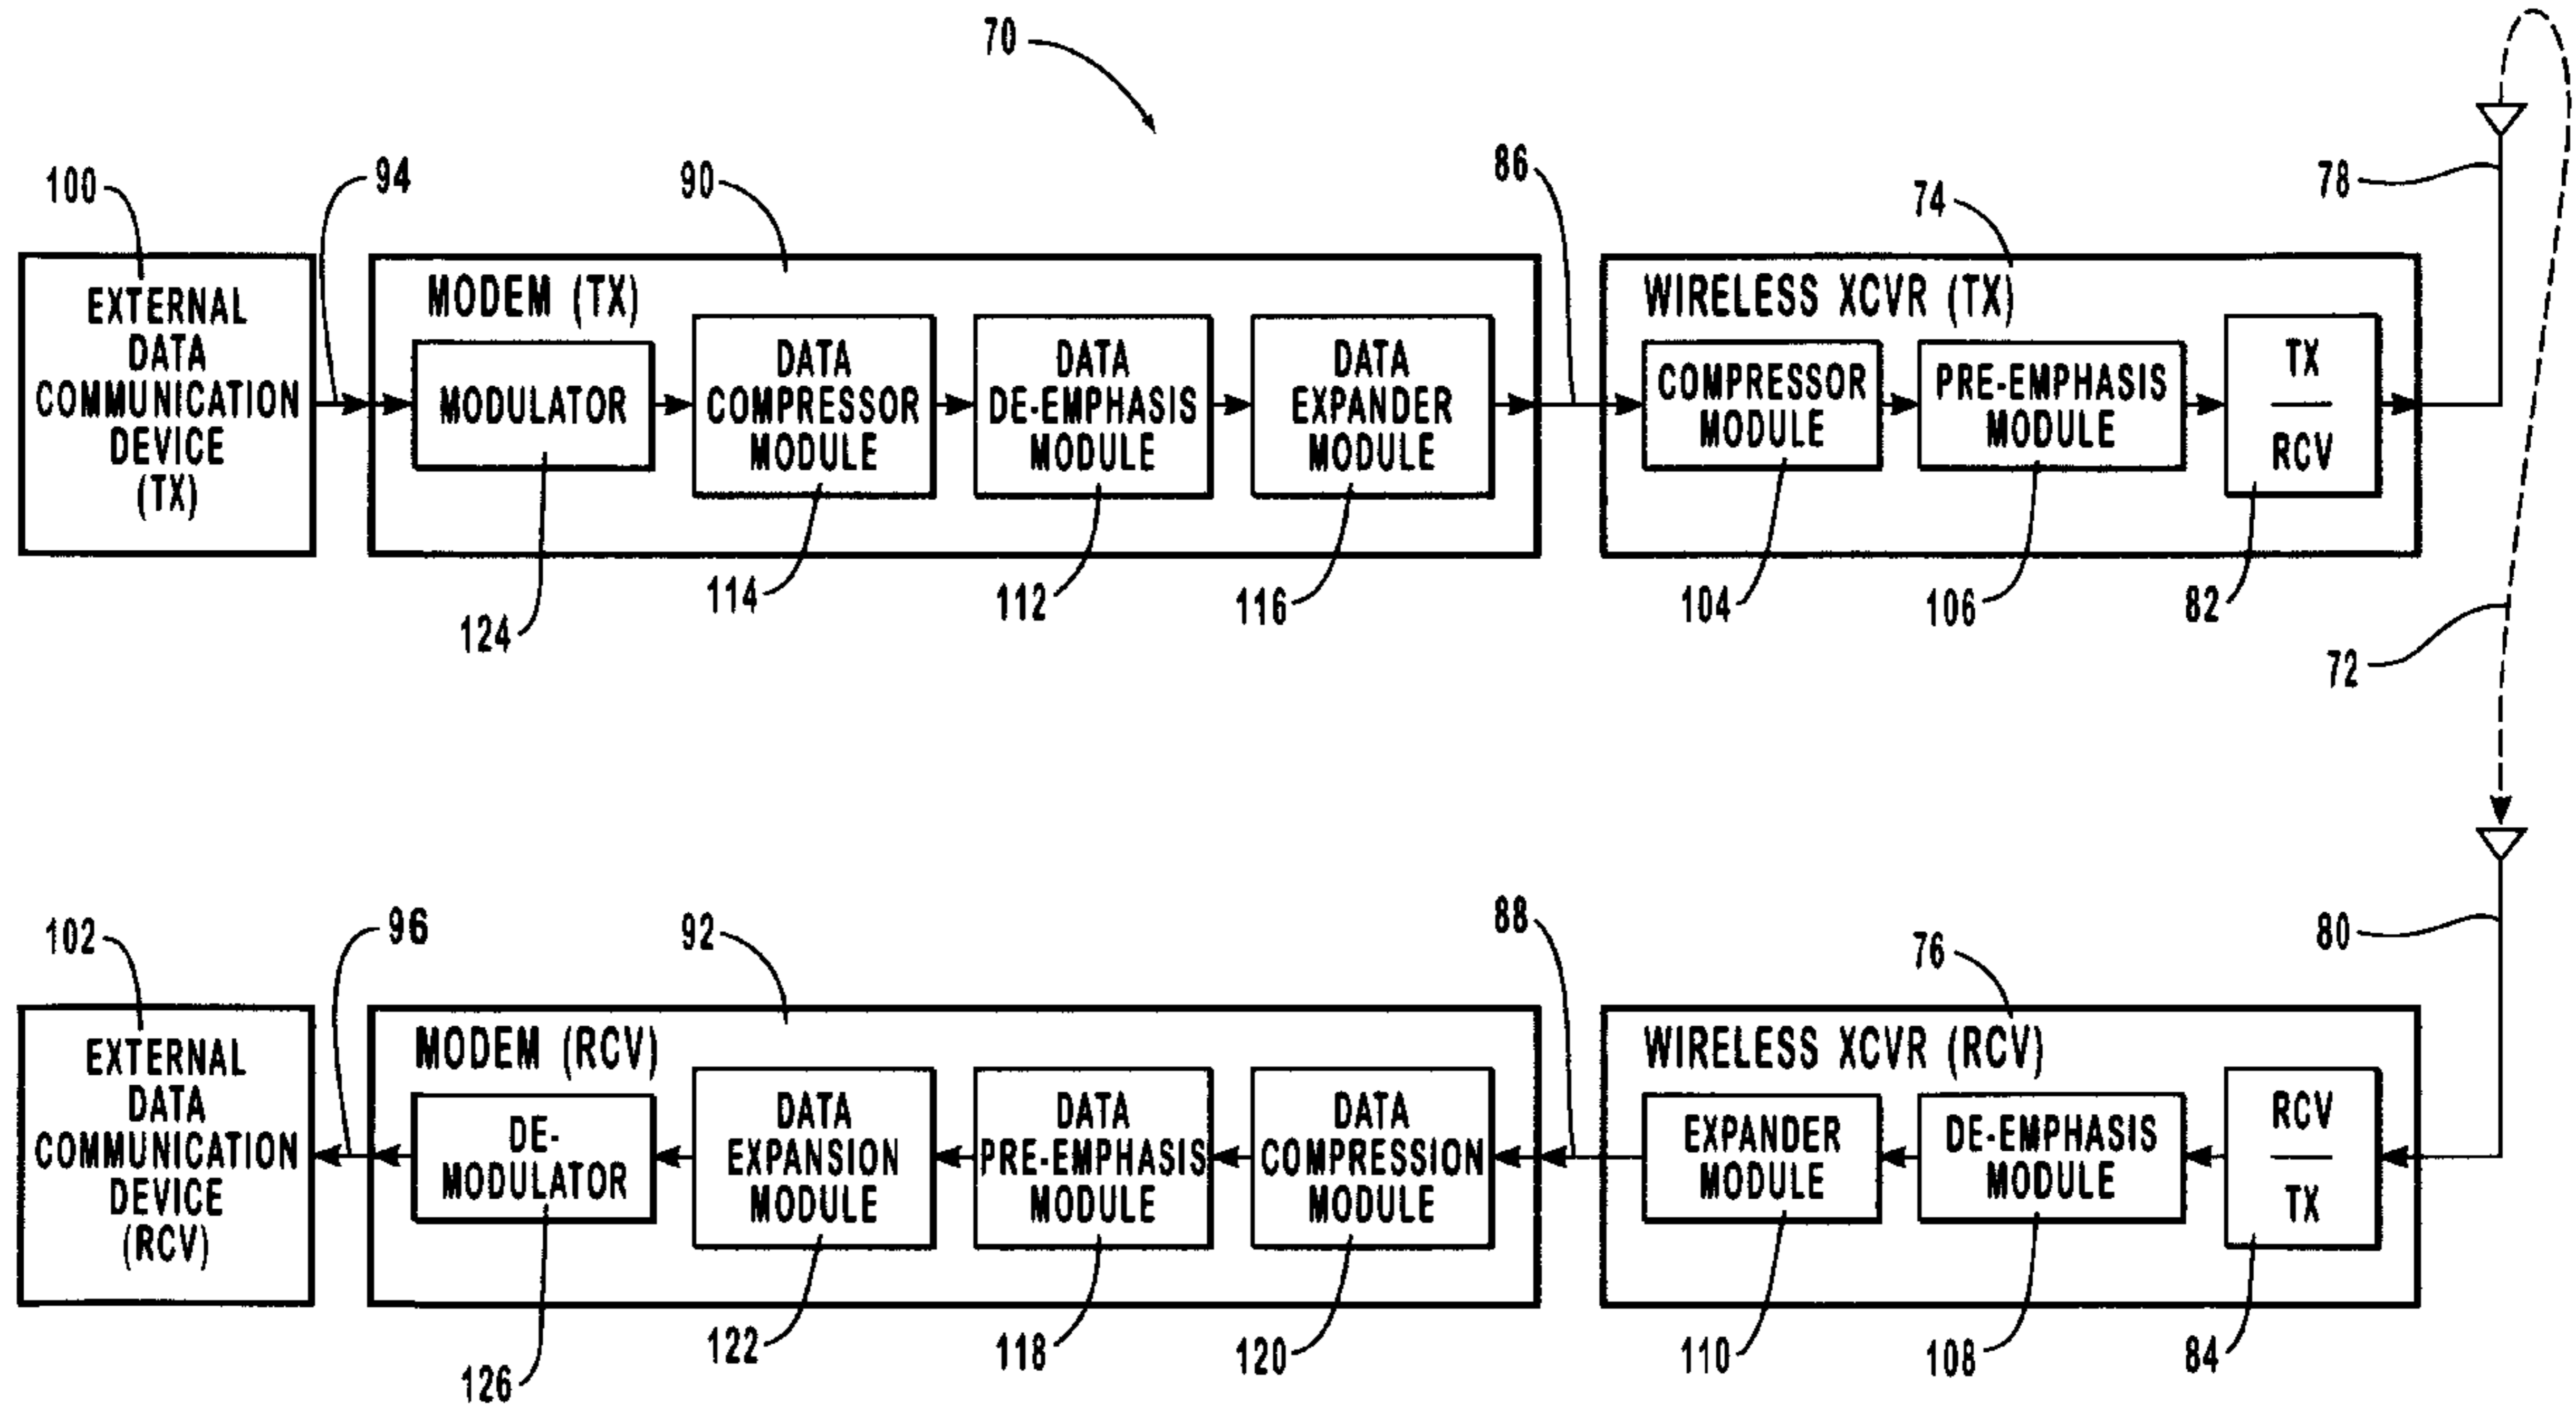 70
100
94
90
86
74
78
EXTERNAL
DATA
COMMUNICATION
DEVICE
(TX)
MODEM (TX)
MODULATOR
DATA
COMPRESSOR
MODULE
DATA
DE-EMPHASIS
MODULE
DATA
EXPANDER
MODULE
WIRELESS XCVR (TX)
COMPRESSOR
MODULE
PRE-EMPHASIS
MODULE
TX
RCV
124
114
112
116
104
106
82
72
102
96
92
88
76
80
EXTERNAL
DATA
COMMUNICATION
DEVICE
(RCV)
MODEM (RCV)
DE-
MODULATOR
DATA
EXPANSION
MODULE
DATA
PRE-EMPHASIS
MODULE
DATA
COMPRESSION
MODULE
WIRELESS XCVR (RCV)
EXPANDER
MODULE
DE-EMPHASIS
MODULE
RCV
TX
126
122
118
120
110
108
84